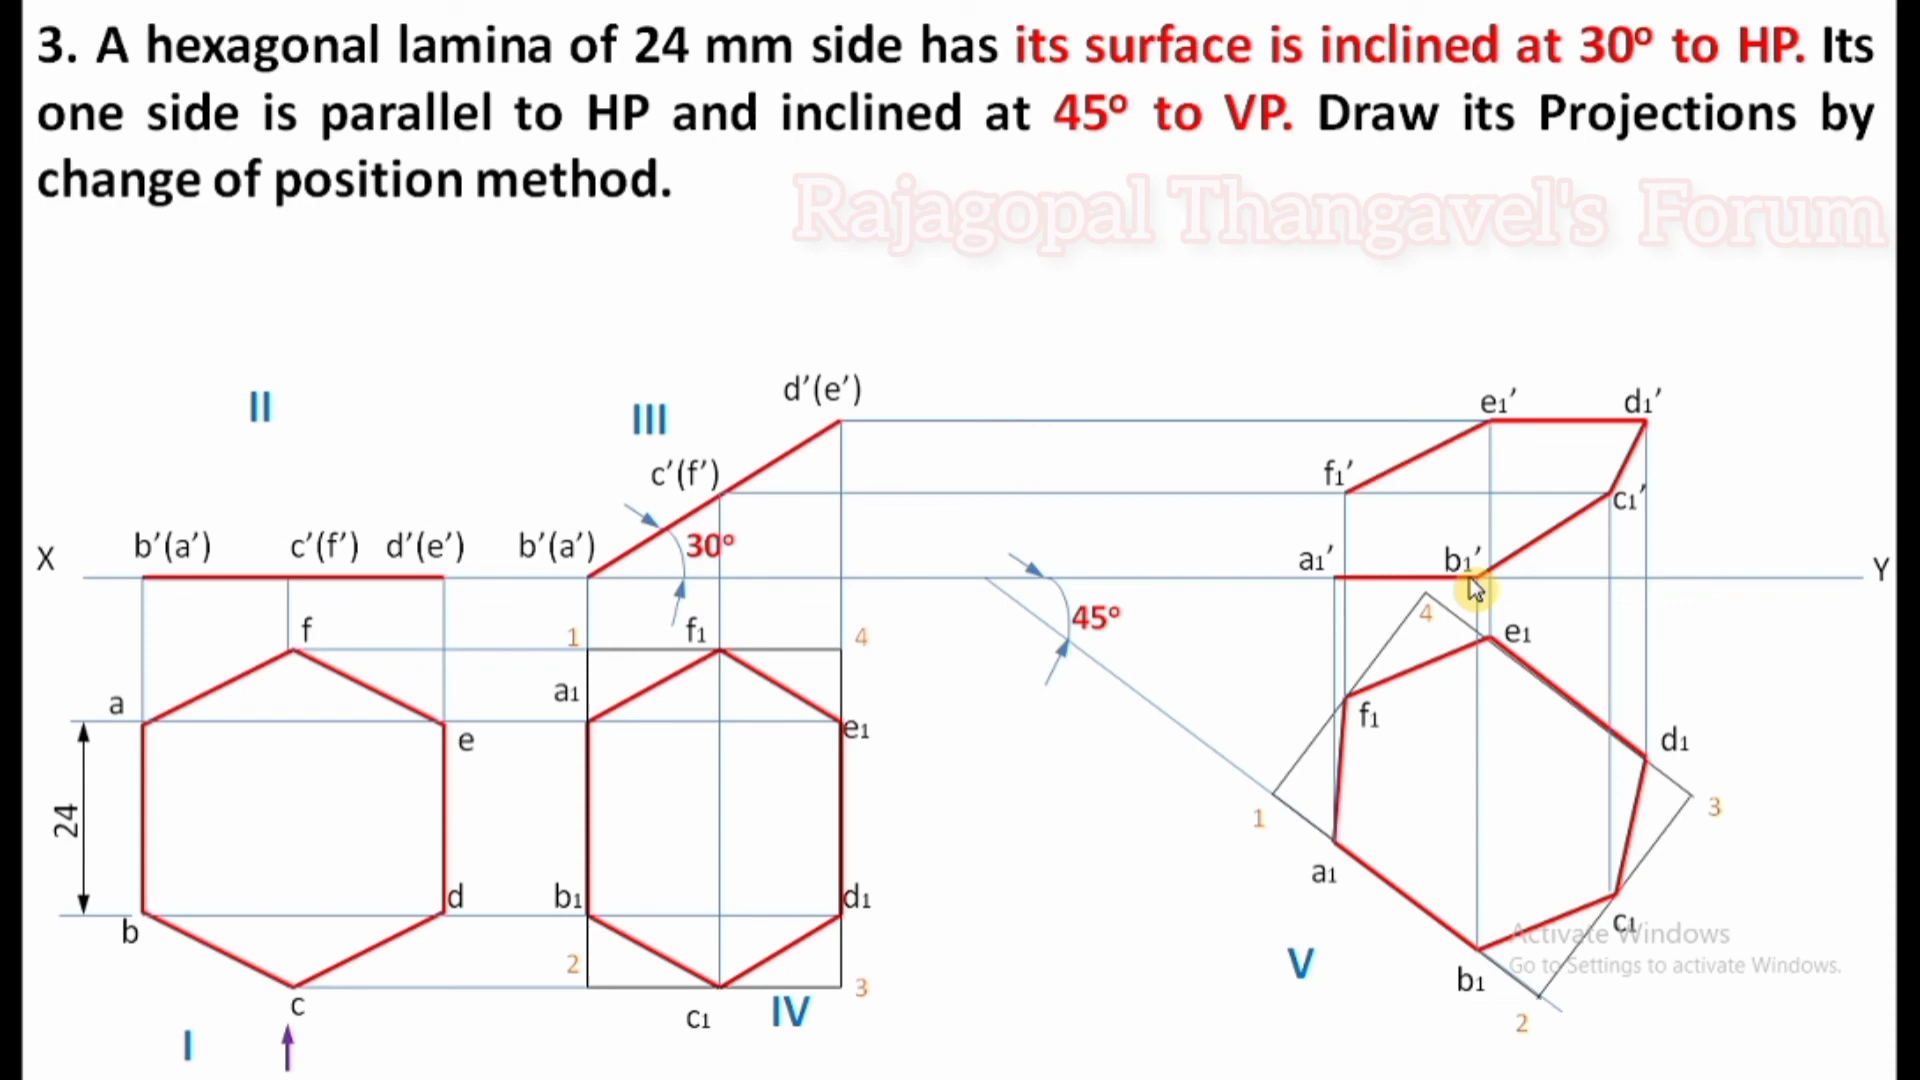 3. A hexagonal lamina of 24 mm side has its surface is inclined at 30º to HP. Its
one side is parallel to HP and inclined at 45º to VP. Draw its Projections by
change of position method.
Rajagopal Thangavel's Forum
II
III
d’(e’)
e1’
d1’
c’(f’)
f1’
c1’
X
b’(a’)
c’(f’)
d’(e’)
b’(a’)
30º
a1’
b1’
Y
f
1
f1
4
45º
4
e1
a
a1
e
e1
f1
d1
24
1
3
b
d
b1
d1
a1
c1
c
2
3
c1
IV
V
b1
2
I
Activate Windows
Go to Settings to activate Windows.